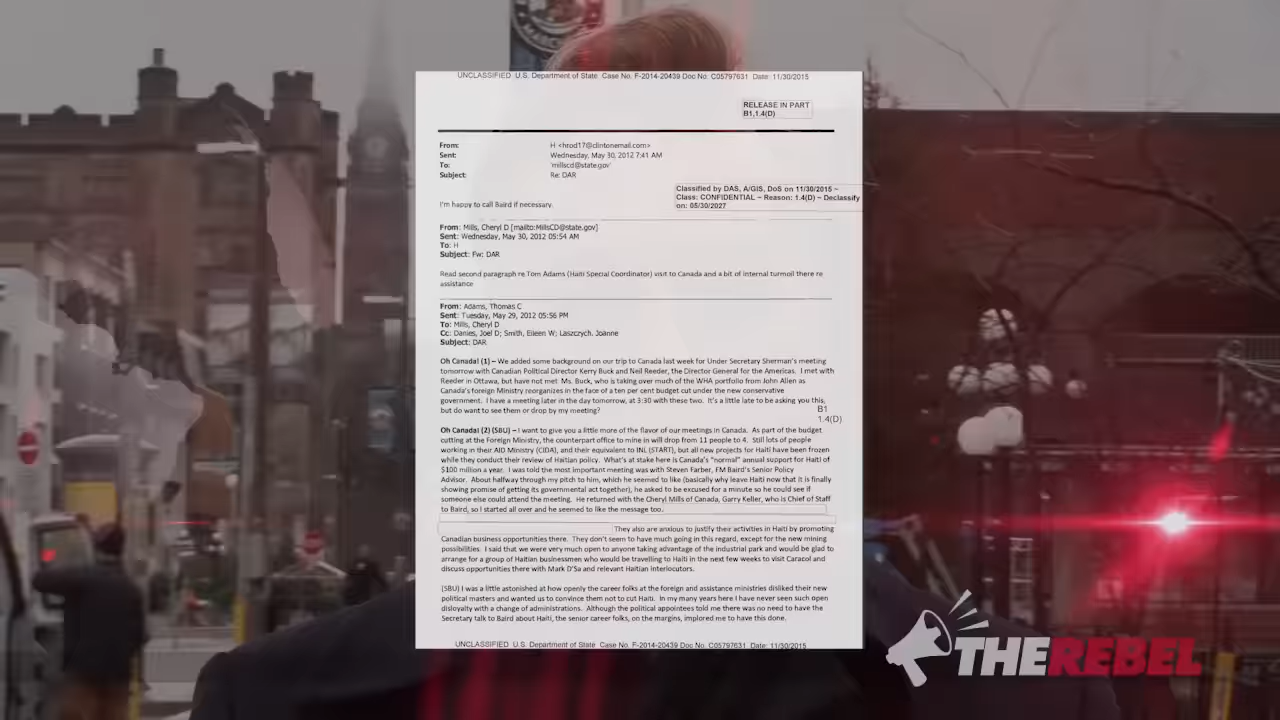 MARC
UNCLASSIFIED U.S. Department of State Case No. F-2014-20439 Doc No. C05797631 Date: 11/30/2015
RELEASE IN PART
B1,1.4(D)
From: H <hrod17@clintonemail.com>
Sent: Wednesday, May 30, 2012 7:41 AM
To: 'millscd@state.gov'
Subject: Re: DAR
Classified by DAS, A/GIS, DoS on 11/30/2015 ~
Class: CONFIDENTIAL ~ Reason: 1.4(D) ~ Declassify
on: 05/30/2027
I'm happy to call Baird if necessary.
From: Mills, Cheryl D [mailto:MillsCD@state.gov]
Sent: Wednesday, May 30, 2012 05:54 AM
To: H
Subject: Fw: DAR
Read second paragraph re Tom Adams (Haiti Special Coordinator) visit to Canada and a bit of internal turmoil there re
assistance
From: Adams, Thomas C
Sent: Tuesday, May 29, 2012 05:56 PM
To: Mills, Cheryl D
Cc: Danies, Joel D; Smith, Eileen W; Laszczych, Joanne
Subject: DAR
Oh Canada! (1) – We added some background on our trip to Canada last week for Under Secretary Sherman's meeting
tomorrow with Canadian Political Director Kerry Buck and Neil Reeder, the Director General for the Americas. I met with
Reeder in Ottawa, but have not met Ms. Buck, who is taking over much of the WHA portfolio from John Allen as
Canada's foreign Ministry reorganizes in the face of a ten per cent budget cut under the new conservative
government. I have a meeting later in the day tomorrow, at 3:30 with these two. It's a little late to be asking you this,
but do want to see them or drop by my meeting?
B1
1.4(D)
Oh Canada! (2) (SBU) – I want to give you a little more of the flavor of our meetings in Canada. As part of the budget
cutting at the Foreign Ministry, the counterpart office to mine in will drop from 11 people to 4. Still lots of people
working in their AID Ministry (CIDA), and their equivalent to INL (START), but all new projects for Haiti have been frozen
while they conduct their review of Haitian policy. What's at stake here is Canada's "normal" annual support for Haiti of
$100 million a year. I was told the most important meeting was with Steven Farber, FM Baird's Senior Policy
Advisor. About halfway through my pitch to him, which he seemed to like (basically why leave Haiti now that it is finally
showing promise of getting its governmental act together), he asked to be excused for a minute so he could see if
someone else could attend the meeting. He returned with the Cheryl Mills of Canada, Garry Keller, who is Chief of Staff
to Baird, so I started all over and he seemed to like the message too.
They also are anxious to justify their activities in Haiti by promoting
Canadian business opportunities there. They don't seem to have much going in this regard, except for the new mining
possibilities. I said that we were very much open to anyone taking advantage of the industrial park and would be glad to
arrange for a group of Haitian businessmen who would be travelling to Haiti in the next few weeks to visit Caracol and
discuss opportunities there with Mark D'Sa and relevant Haitian interlocutors.
(SBU) I was a little astonished at how openly the career folks at the foreign and assistance ministries disliked their new
political masters and wanted us to convince them not to cut Haiti. In my many years here I have never seen such open
disloyalty with a change of administrations. Although the political appointees told me there was no need to have the
Secretary talk to Baird about Haiti, the senior career folks, on the margins, implored me to have this done.
UNCLASSIFIED U.S. Department of State Case No. F-2014-20439 Doc No. C05797631 Date: 11/30/2015
THEREBEL